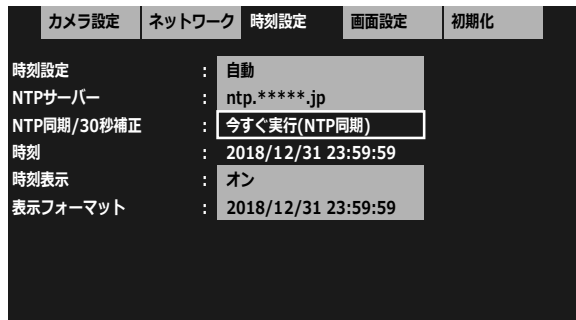 カメラ設定 ネットワーク 時刻設定 画面設定 初期化
時刻設定 : 自動
NTPサーバー : ntp.*****.jp
NTP同期/30秒補正 : 今すぐ実行(NTP同期)
時刻 : 2018/12/31 23:59:59
時刻表示 : オン
表示フォーマット : 2018/12/31 23:59:59